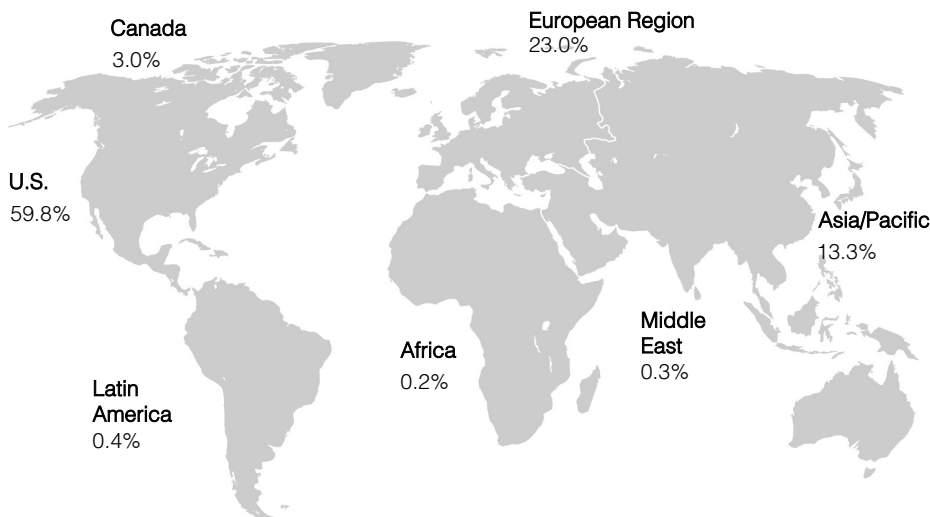 Canada
3.0%
European Region
23.0%
U.S.
59.8%
Asia/Pacific
13.3%
Middle
East
0.3%
Africa
0.2%
Latin
America
0.4%